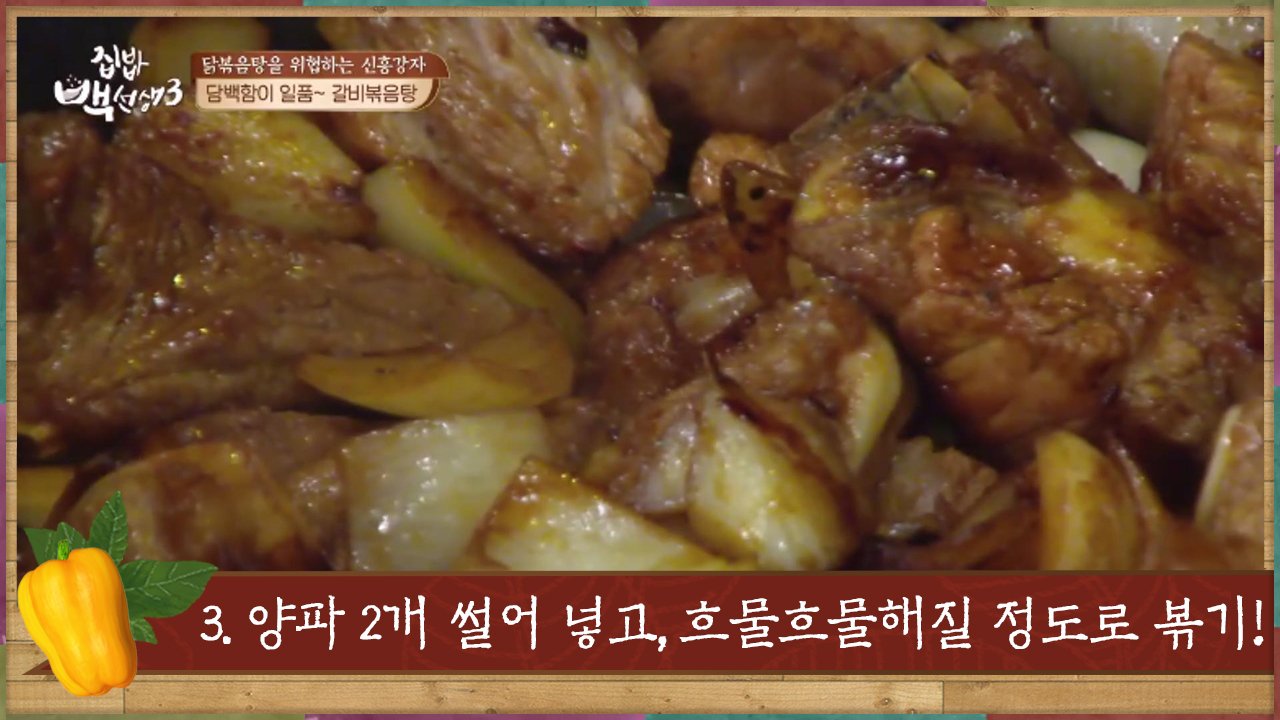 집밥
백선생3
닭볶음탕을 위협하는 신흥강자
담백함이 일품~ 갈비볶음탕
3. 양파 2개 썰어 넣고, 흐물흐물해질 정도로 볶기!